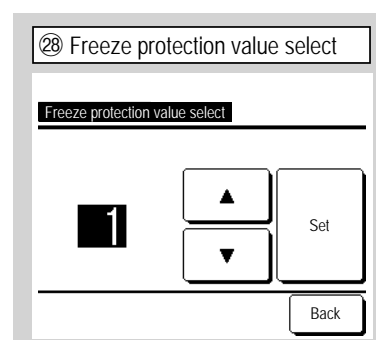 ㉘ Freeze protection value select
Freeze protection value select
1
▲
Set
▼
Back